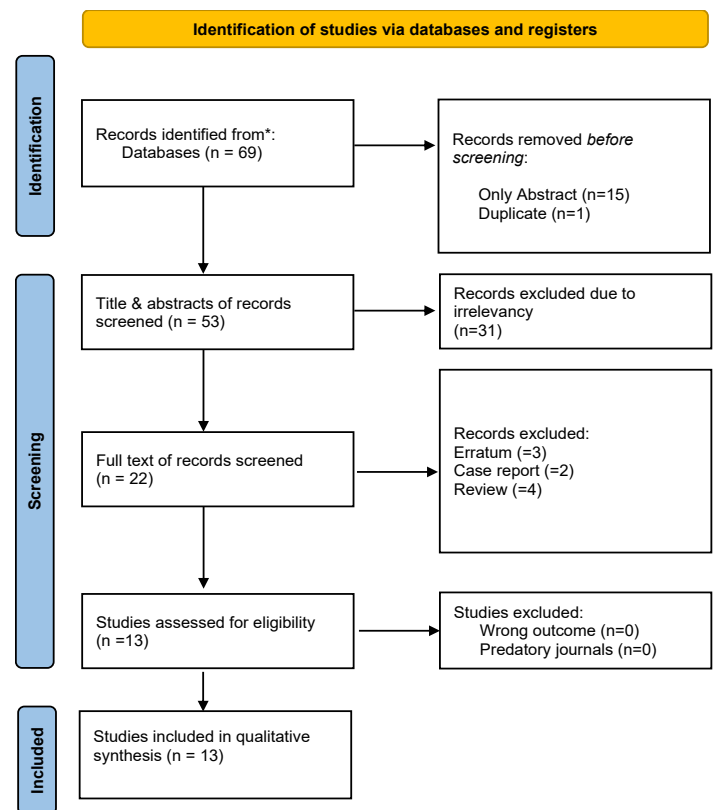 Identification of studies via databases and registers
Identification
Records identified from*:
Databases (n = 69)
Records removed before
screening:
Only Abstract (n=15)
Duplicate (n=1)
Screening
Title & abstracts of records
screened (n = 53)
Records excluded due to
irrelevancy
(n=31)
Full text of records screened
(n = 22)
Records excluded:
Erratum (=3)
Case report (=2)
Review (=4)
Studies assessed for eligibility
(n =13)
Studies excluded:
Wrong outcome (n=0)
Predatory journals (n=0)
Included
Studies included in qualitative
synthesis (n = 13)